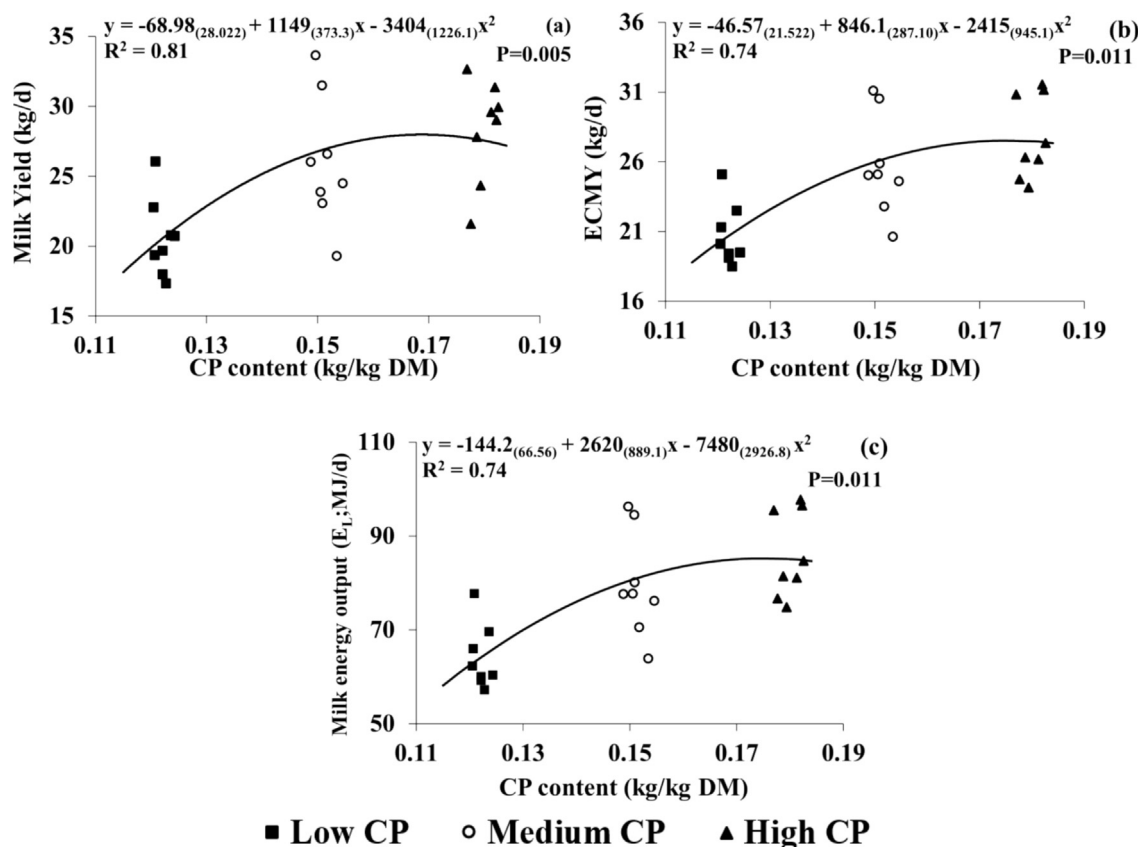 y = -68.98(28.022) + 1149(373.3)x - 3404(1226.1)x²
(a)
R² = 0.81
P=0.005
35
30
25
20
15
Milk Yield (kg/d)
0.11 0.13 0.15 0.17 0.19
CP content (kg/kg DM)
y = -46.57(21.522) + 846.1(287.10)x - 2415(945.1)x²
(b)
R² = 0.74
P=0.011
36
31
26
21
16
ECMY (kg/d)
0.11 0.13 0.15 0.17 0.19
CP content (kg/kg DM)
y = -144.2(66.56) + 2620(889.1)x - 7480(2926.8) x²
(c)
R² = 0.74
P=0.011
110
90
70
50
Milk energy output (EL;MJ/d)
0.11 0.13 0.15 0.17 0.19
CP content (kg/kg DM)
■ Low CP ○ Medium CP ▲ High CP